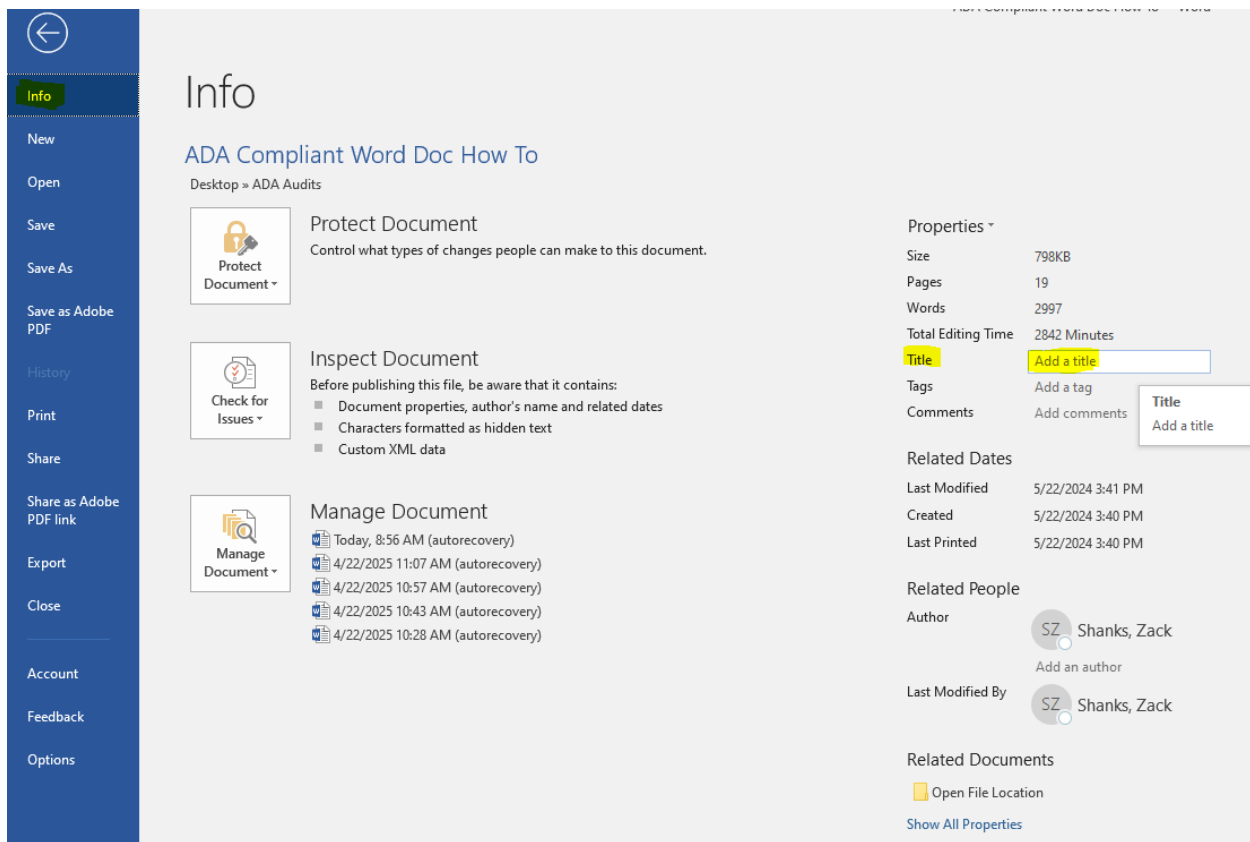 Info
New
Open
Save
Save As
Save as Adobe
PDF
History
Print
Share
Share as Adobe
PDF link
Export
Close
Account
Feedback
Options
ADA Compliant Word Doc How To - Word
Info
ADA Compliant Word Doc How To
Desktop » ADA Audits
Protect
Document
Protect Document
Control what types of changes people can make to this document.
Check for
Issues
Inspect Document
Before publishing this file, be aware that it contains:
Document properties, author's name and related dates
Characters formatted as hidden text
Custom XML data
Manage
Document
Manage Document
Today, 8:56 AM (autorecovery)
4/22/2025 11:07 AM (autorecovery)
4/22/2025 10:57 AM (autorecovery)
4/22/2025 10:43 AM (autorecovery)
4/22/2025 10:28 AM (autorecovery)
Properties
Size 798KB
Pages 19
Words 2997
Total Editing Time 2842 Minutes
Title Add a title
Tags Add a tag
Comments Add comments
Title
Add a title
Related Dates
Last Modified 5/22/2024 3:41 PM
Created 5/22/2024 3:40 PM
Last Printed 5/22/2024 3:40 PM
Related People
Author
SZ Shanks, Zack
Add an author
Last Modified By
SZ Shanks, Zack
Related Documents
Open File Location
Show All Properties